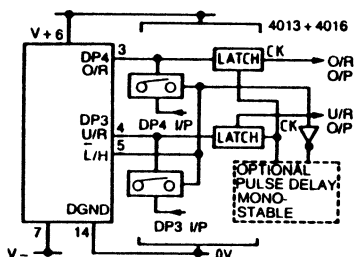 4013+4016
V+ 6
DP4 3
O/R
LATCH CK
O/R
O/P
DP4 I/P
DP3
U/R 4
U/R
O/P
LATCH CK
L/H 5
OPTIONAL
PULSE DELAY
MONO-
STABLE
DGND
DP3 I/P
7 14
V- 0V